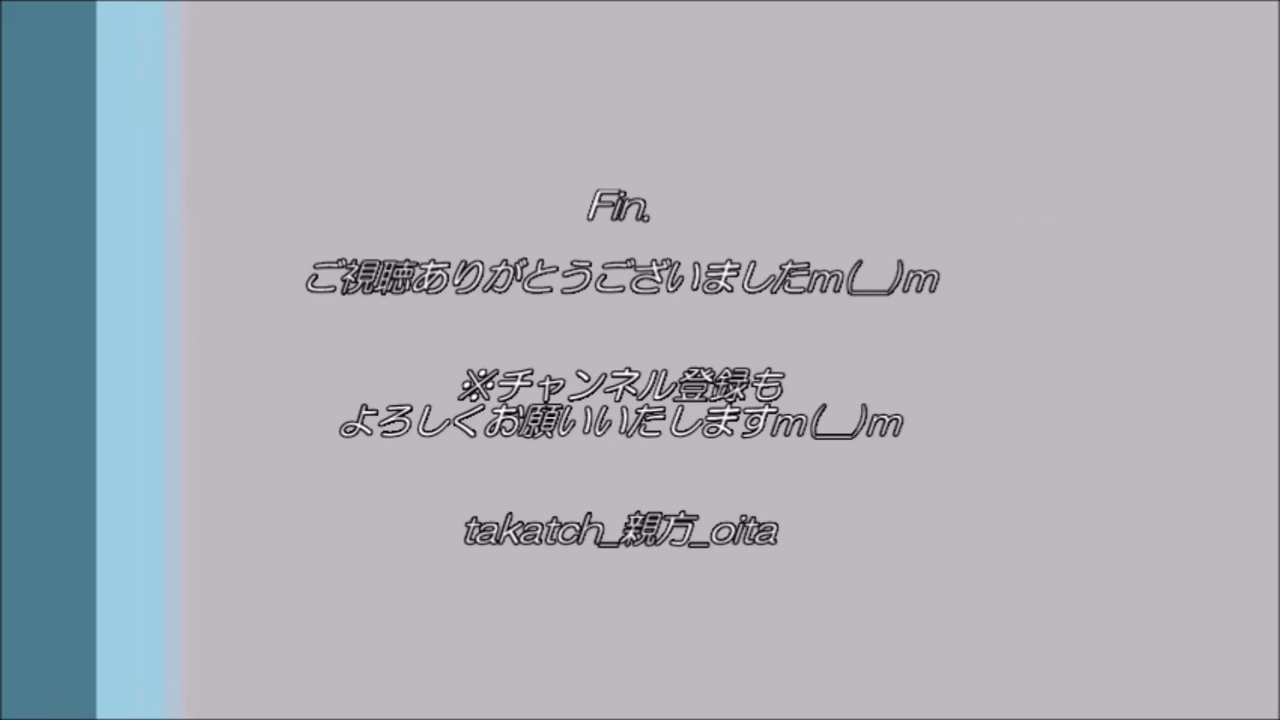 Fin.
ご視聴ありがとうございましたm(__)m
※チャンネル登録も
よろしくお願いいたしますm(__)m
takatch_親方_oita